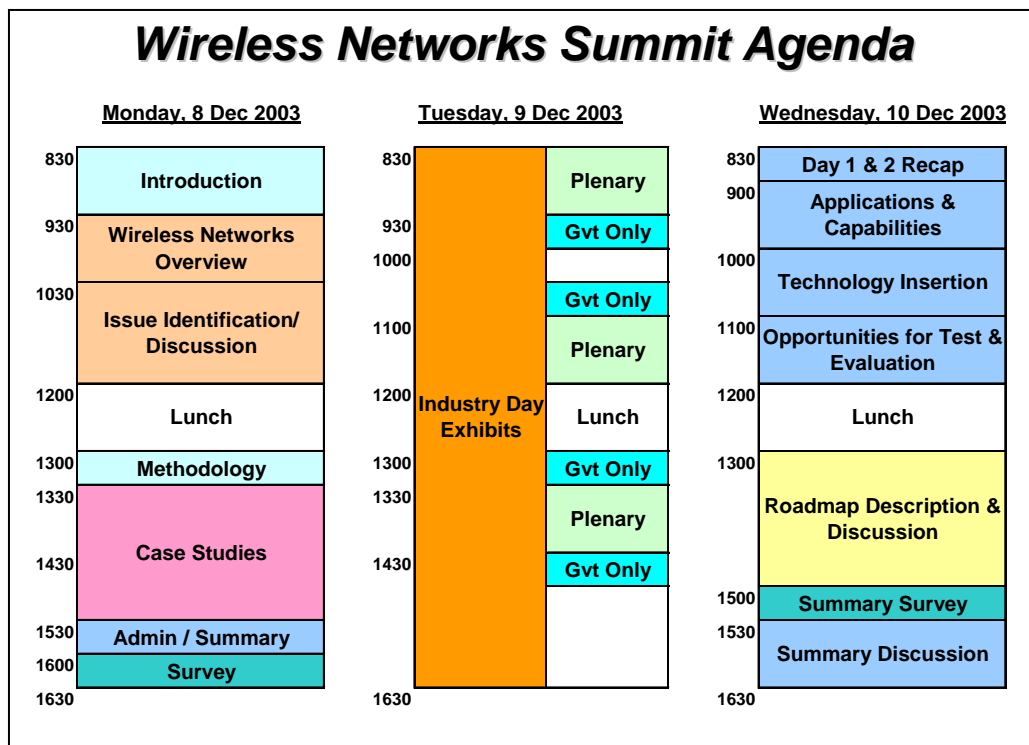 Wireless Networks Summit Agenda
Monday, 8 Dec 2003
830
Introduction
930
Wireless Networks
Overview
1030
Issue Identification/
Discussion
1200
Lunch
1300
Methodology
1330
Case Studies
1430
1530
Admin / Summary
1600
Survey
1630
Tuesday, 9 Dec 2003
830
Plenary
930
Gvt Only
1000
Gvt Only
1100
Plenary
1200
Industry Day
Exhibits
Lunch
1300
Gvt Only
1330
Plenary
1430
Gvt Only
1630
Wednesday, 10 Dec 2003
830
Day 1 & 2 Recap
900
Applications &
Capabilities
1000
Technology Insertion
1100
Opportunities for Test &
Evaluation
1200
Lunch
1300
Roadmap Description &
Discussion
1500
Summary Survey
1530
Summary Discussion
1630